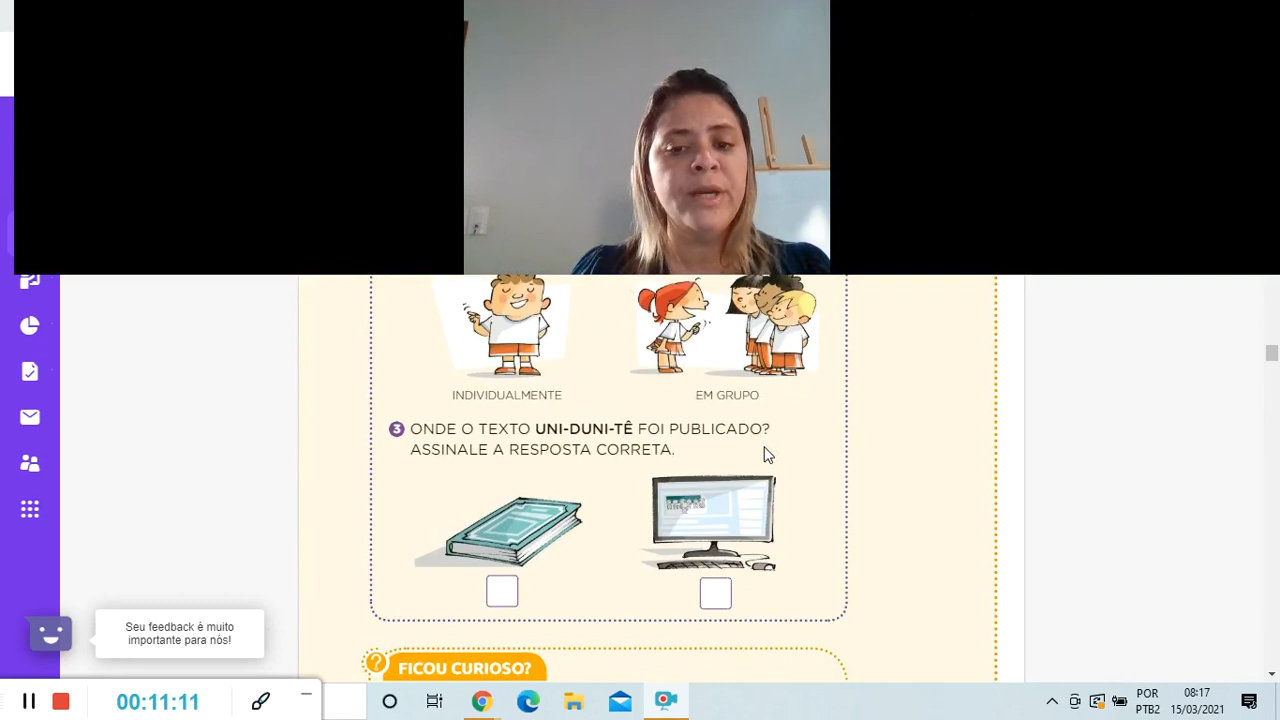 INDIVIDUALMENTE
EM GRUPO
3 ONDE O TEXTO UNI-DUNI-TÊ FOI PUBLICADO?
ASSINALE A RESPOSTA CORRETA.
? FICOU CURIOSO?
Seu feedback é muito
importante para nós!
00:11:11
POR
PTB2
08:17
15/03/2021